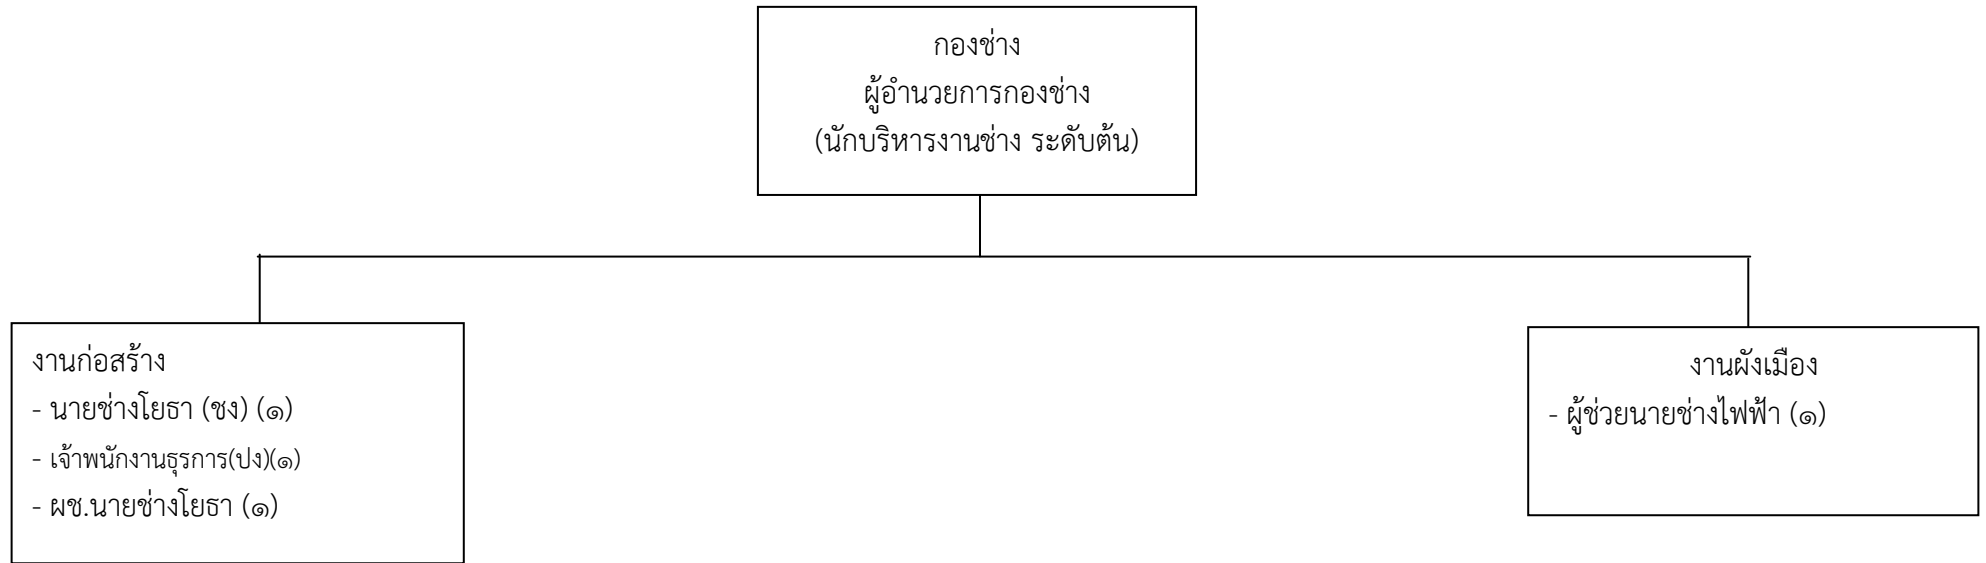 กองช่าง
ผู้อำนวยการกองช่าง
(นักบริหารงานช่าง ระดับต้น)
งานก่อสร้าง
- นายช่างโยธา (ชง) (๑)
- เจ้าพนักงานธุรการ(ปง)(๑)
- ผช.นายช่างโยธา (๑)
งานผังเมือง
- ผู้ช่วยนายช่างไฟฟ้า (๑)